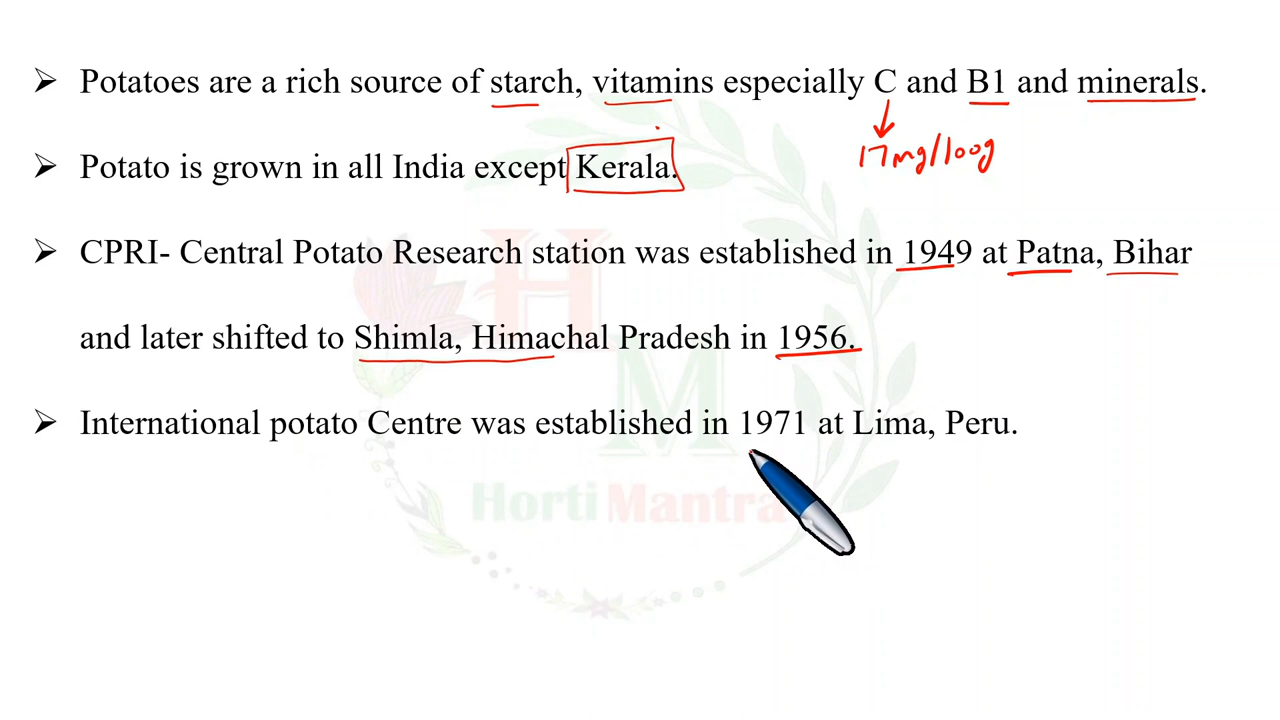 ➢ Potatoes are a rich source of starch, vitamins especially C and B1 and minerals.
17mg/100g
➢ Potato is grown in all India except Kerala.
➢ CPRI- Central Potato Research station was established in 1949 at Patna, Bihar
and later shifted to Shimla, Himachal Pradesh in 1956.
➢ International potato Centre was established in 1971 at Lima, Peru.
H
M
Horti Mantra